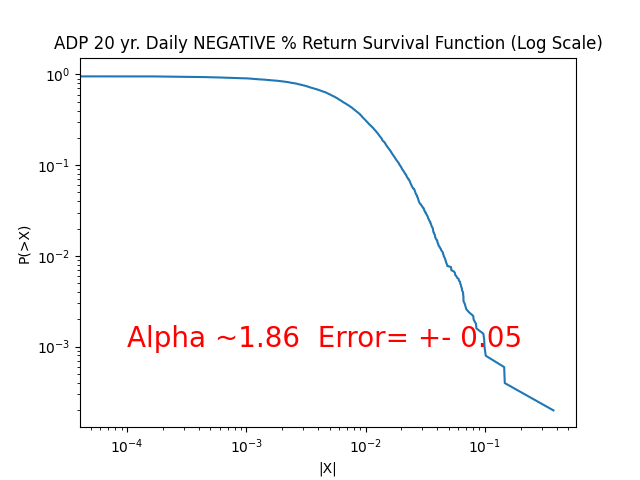 ADP 20 yr. Daily NEGATIVE % Return Survival Function (Log Scale)
10⁰
10⁻¹
10⁻²
10⁻³
P(>X)
Alpha ~1.86  Error= +- 0.05
10⁻⁴ 10⁻³ 10⁻² 10⁻¹
|X|